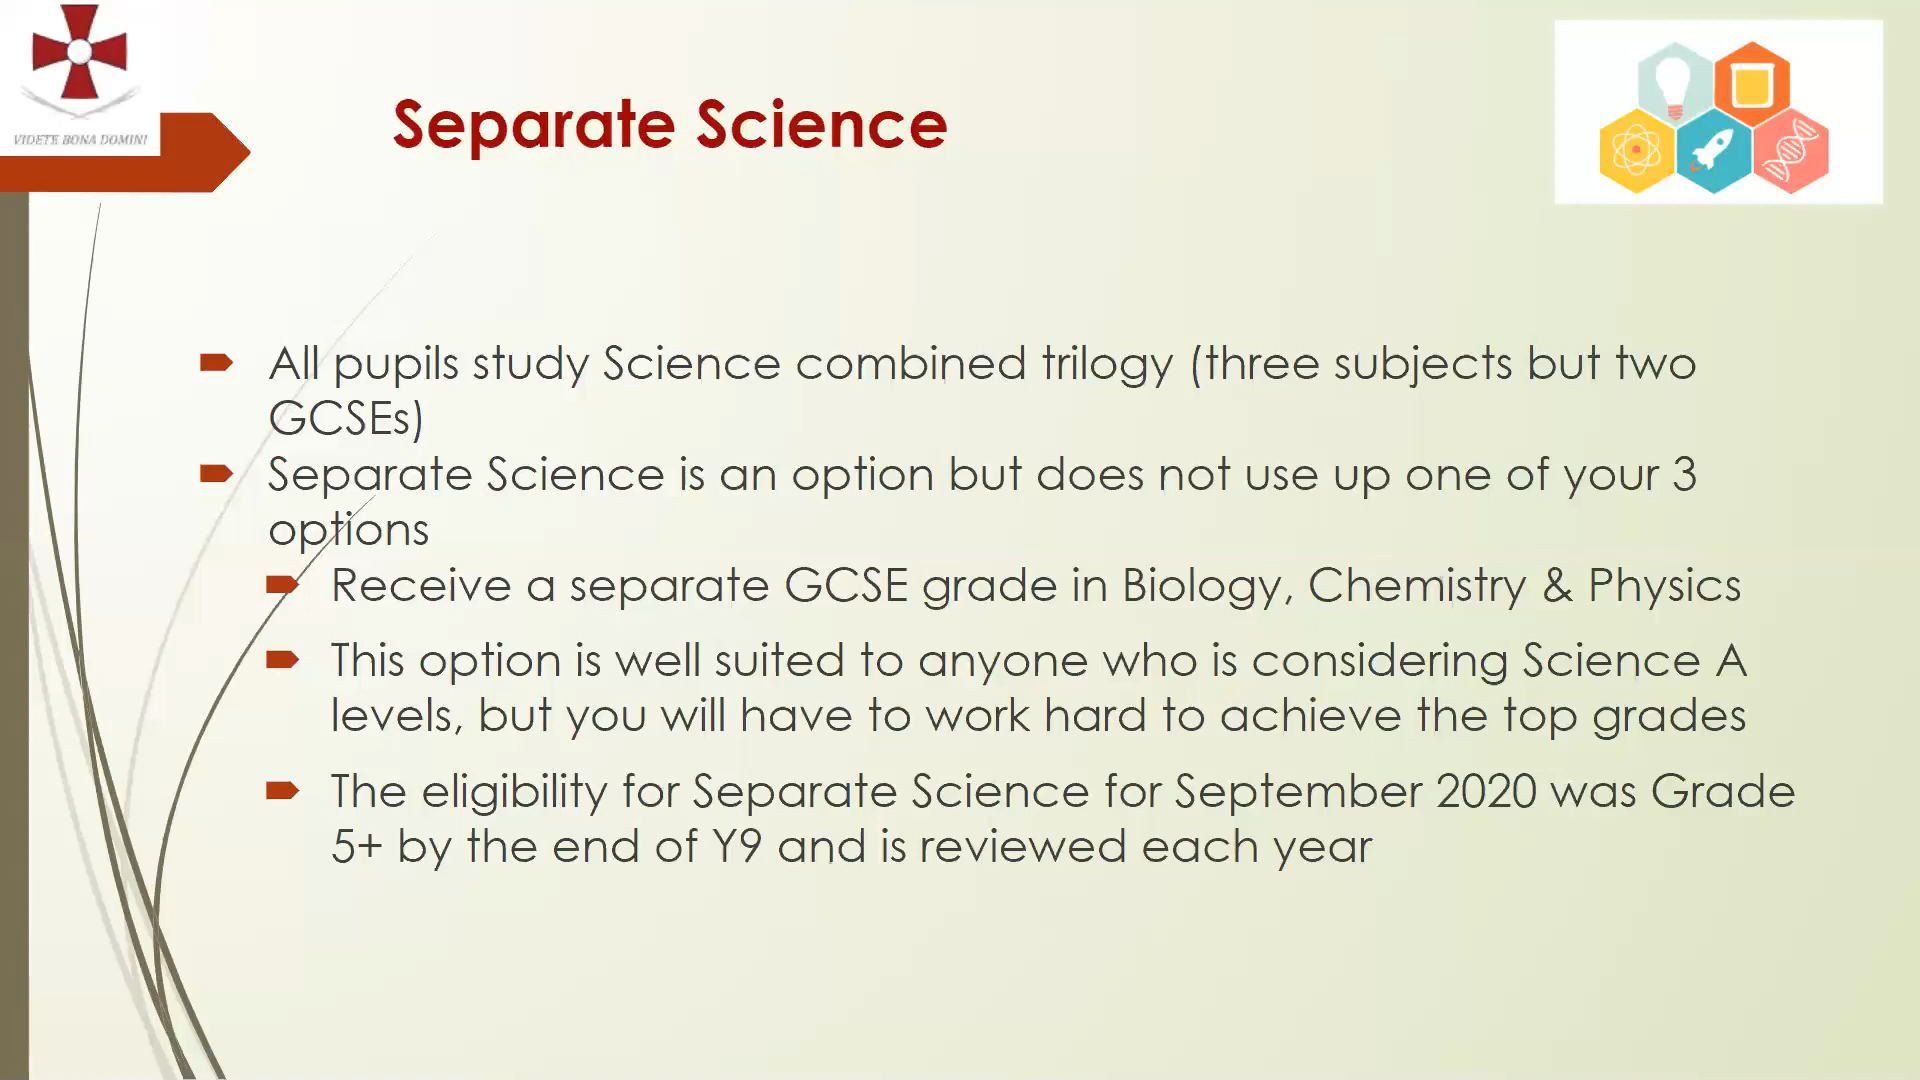 VIDETE BONA DOMINI
Separate Science
All pupils study Science combined trilogy (three subjects but two
GCSEs)
Separate Science is an option but does not use up one of your 3
options
Receive a separate GCSE grade in Biology, Chemistry & Physics
This option is well suited to anyone who is considering Science A
levels, but you will have to work hard to achieve the top grades
The eligibility for Separate Science for September 2020 was Grade
5+ by the end of Y9 and is reviewed each year